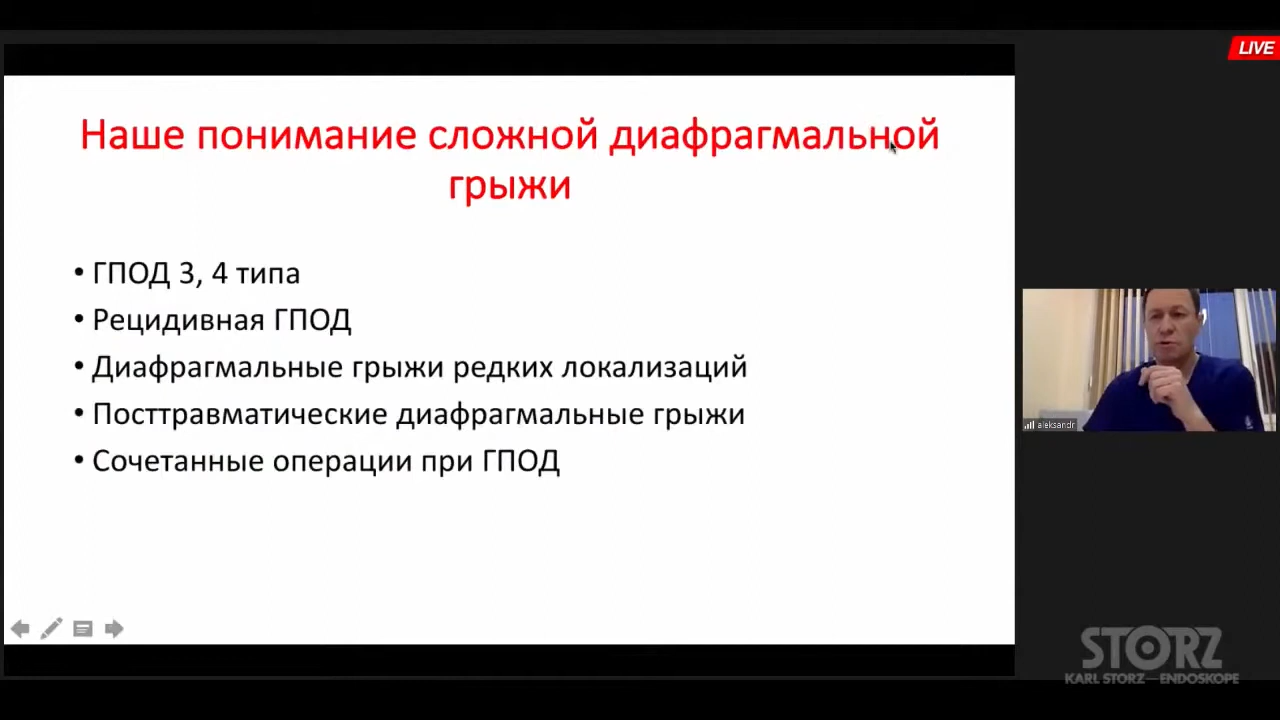 LIVE
Наше понимание сложной диафрагмальной
грыжи
• ГПОД 3, 4 типа
• Рецидивная ГПОД
• Диафрагмальные грыжи редких локализаций
• Посттравматические диафрагмальные грыжи
• Сочетанные операции при ГПОД
aleksandr
STORZ
KARL STORZ—ENDOSKOPE